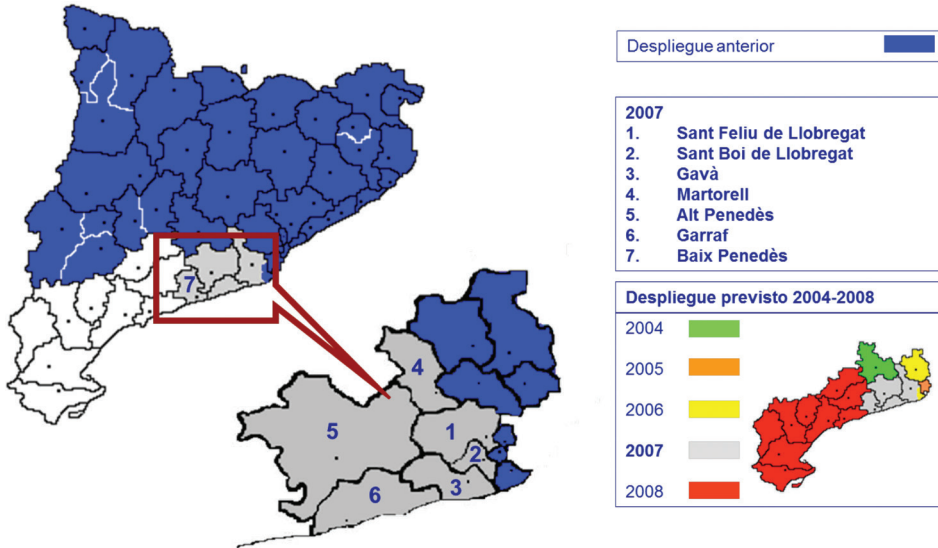 Despliegue anterior
2007
1. Sant Feliu de Llobregat
2. Sant Boi de Llobregat
3. Gavà
4. Martorell
5. Alt Penedès
6. Garraf
7. Baix Penedès
7
4
5
1
2
3
6
Despliegue previsto 2004-2008
2004
2005
2006
2007
2008